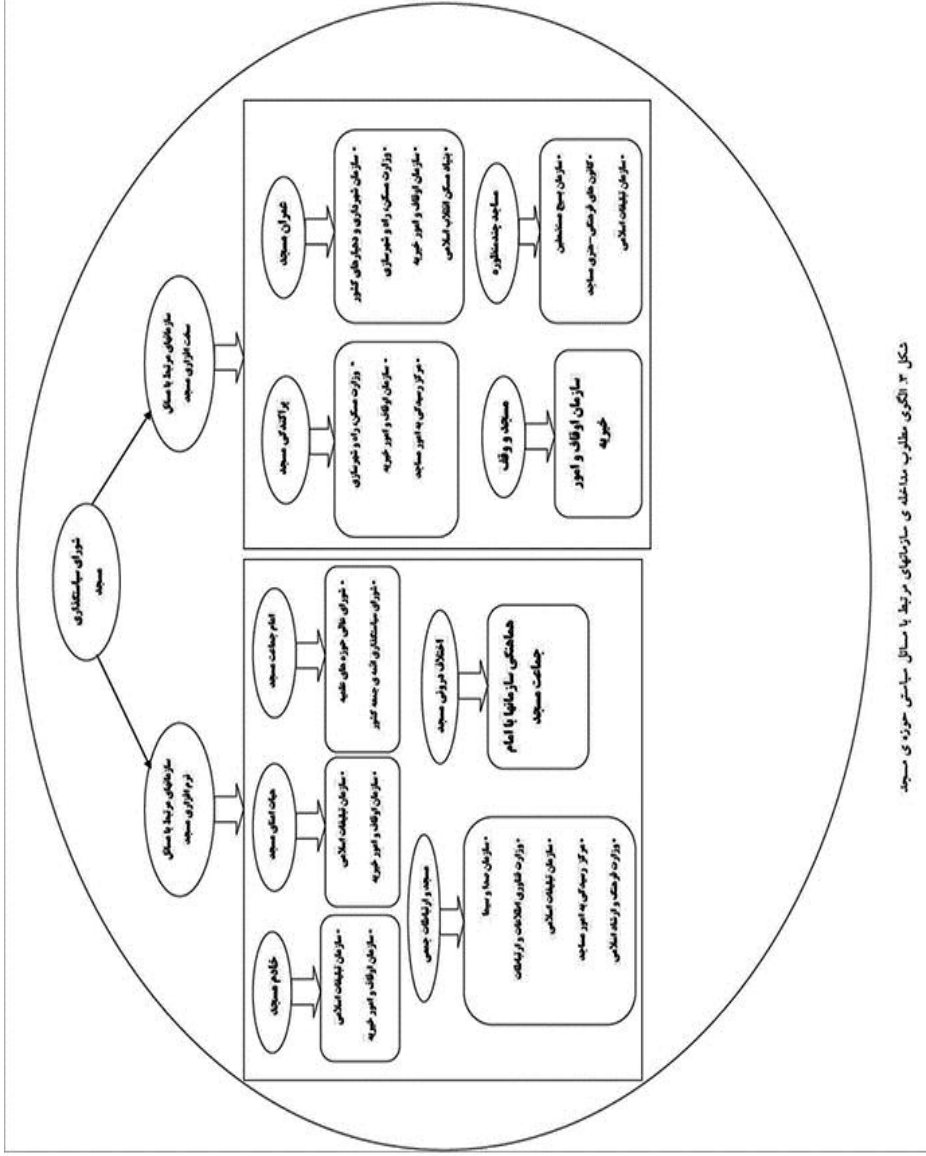 شورای سیاستگذاری
مسجد
سازمانهای مرتبط با مسائل
سخت افزاری مسجد
سازمانهای مرتبط با مسائل
نرم افزاری مسجد
عمران مسجد
• سازمان شهرداری و دهیارهای کشور
• وزارت مسکن، راه و شهرسازی
• سازمان اوقاف و امور خیریه
• بنیاد مسکن انقلاب اسلامی
پراکندگی مسجد
• وزارت مسکن، راه و شهرسازی
• سازمان اوقاف و امور خیریه
• مرکز رسیدگی به امور مساجد
مساجد چندمنظوره
• سازمان بسیج مستضعفین
• کانون های فرهنگی-هنری مساجد
• سازمان تبلیغات اسلامی
مسجد و وقف
سازمان اوقاف و امور
خیریه
امام جماعت مسجد
• شورای عالی حوزه های علمیه
• شورای سیاستگذاری ائمه ی جمعه کشور
هیات امنای مسجد
• سازمان تبلیغات اسلامی
• سازمان اوقاف و امور خیریه
خادم مسجد
• سازمان تبلیغات اسلامی
• سازمان اوقاف و امور خیریه
اختلاف درونی مسجد
هماهنگی سازمانها با امام
جماعت مسجد
مسجد و ارتباطات جمعی
• سازمان صدا و سیما
• وزارت فناوری اطلاعات و ارتباطات
• سازمان تبلیغات اسلامی
• مرکز رسیدگی به امور مساجد
• وزارت فرهنگ و ارشاد اسلامی
شکل ۳. الگوی مطلوب مداخله ی سازمانهای مرتبط با مسائل سیاستی حوزه ی مسجد